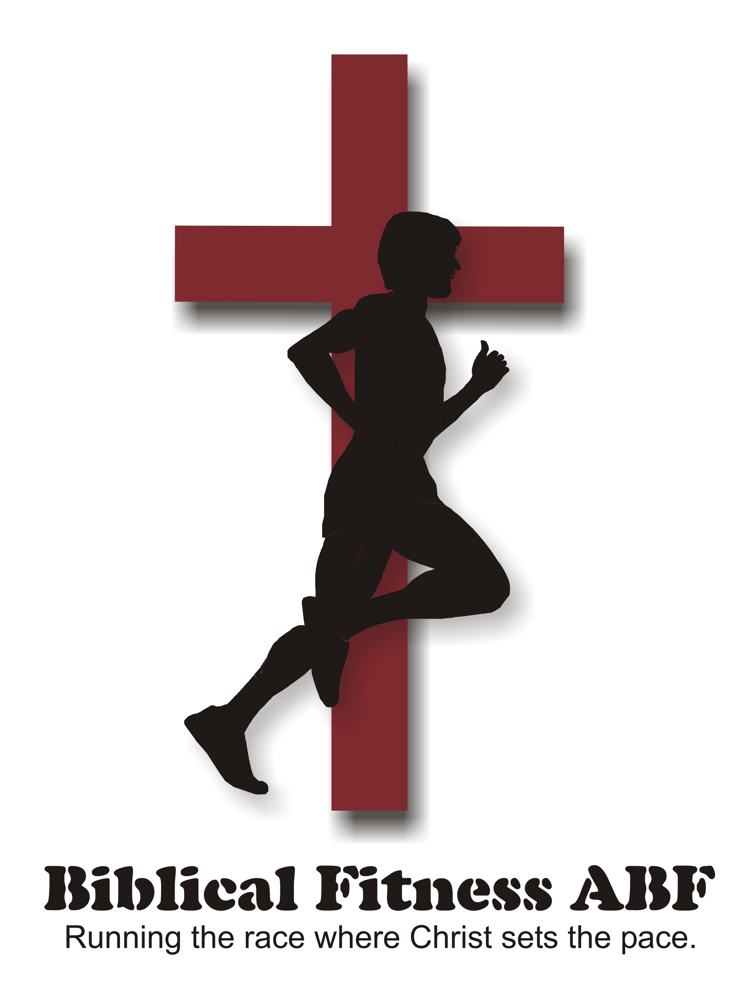 Biblical Fitness ABF
Running the race where Christ sets the pace.